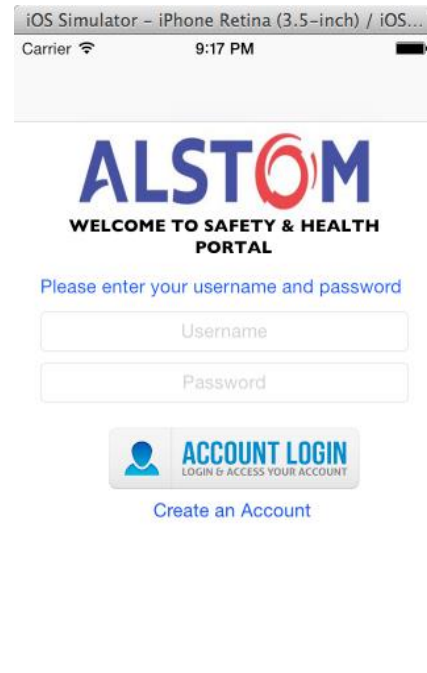 iOS Simulator – iPhone Retina (3.5-inch) / iOS...
Carrier 9:17 PM
ALSTOM
WELCOME TO SAFETY & HEALTH
PORTAL
Please enter your username and password
Username
Password
ACCOUNT LOGIN
LOGIN & ACCESS YOUR ACCOUNT
Create an Account